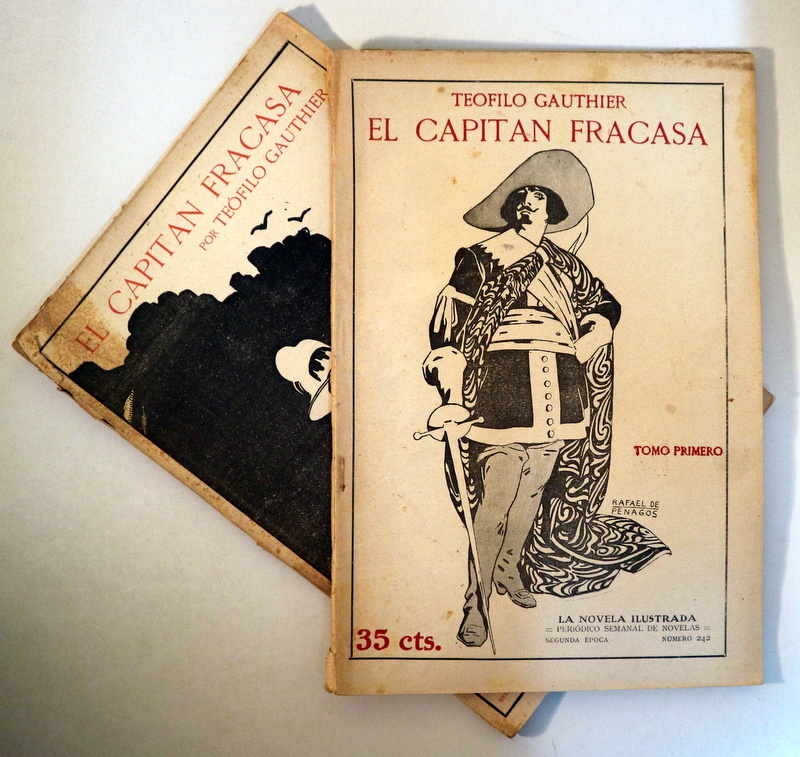 TEOFILO GAUTHIER
EL CAPITAN FRACASA
TOMO PRIMERO
RAFAEL DE
PENAGOS
LA NOVELA ILUSTRADA
= PERIÓDICO SEMANAL DE NOVELAS =
SEGUNDA ÉPOCA NÚMERO 242
35 cts.
EL CAPITAN FRACASA
POR TEÓFILO GAUTHIER